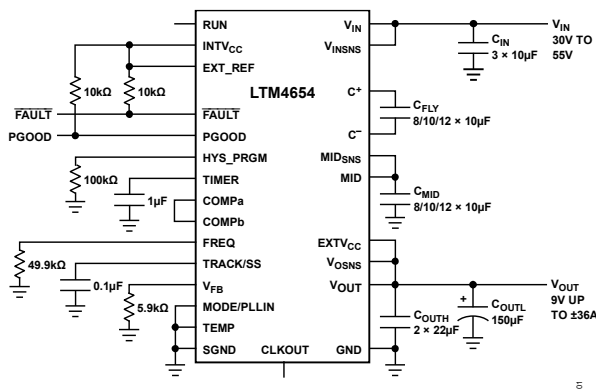 RUN
INTVCC
EXT_REF
10kΩ
10kΩ
FAULT
PGOOD
FAULT
PGOOD
HYS_PRGM
100kΩ
TIMER
1µF
COMPa
COMPb
FREQ
49.9kΩ
TRACK/SS
0.1µF
VFB
5.9kΩ
MODE/PLLIN
TEMP
SGND
CLKOUT
LTM4654
VIN
VINSNS
VIN
30V TO
55V
CIN
3 × 10µF
C+
C−
CFLY
8/10/12 × 10µF
MIDSNS
MID
CMID
8/10/12 × 10µF
EXTVCC
VOSNS
VOUT
GND
COUTH
2 × 22µF
+
COUTL
150µF
VOUT
9V UP
TO ±36A